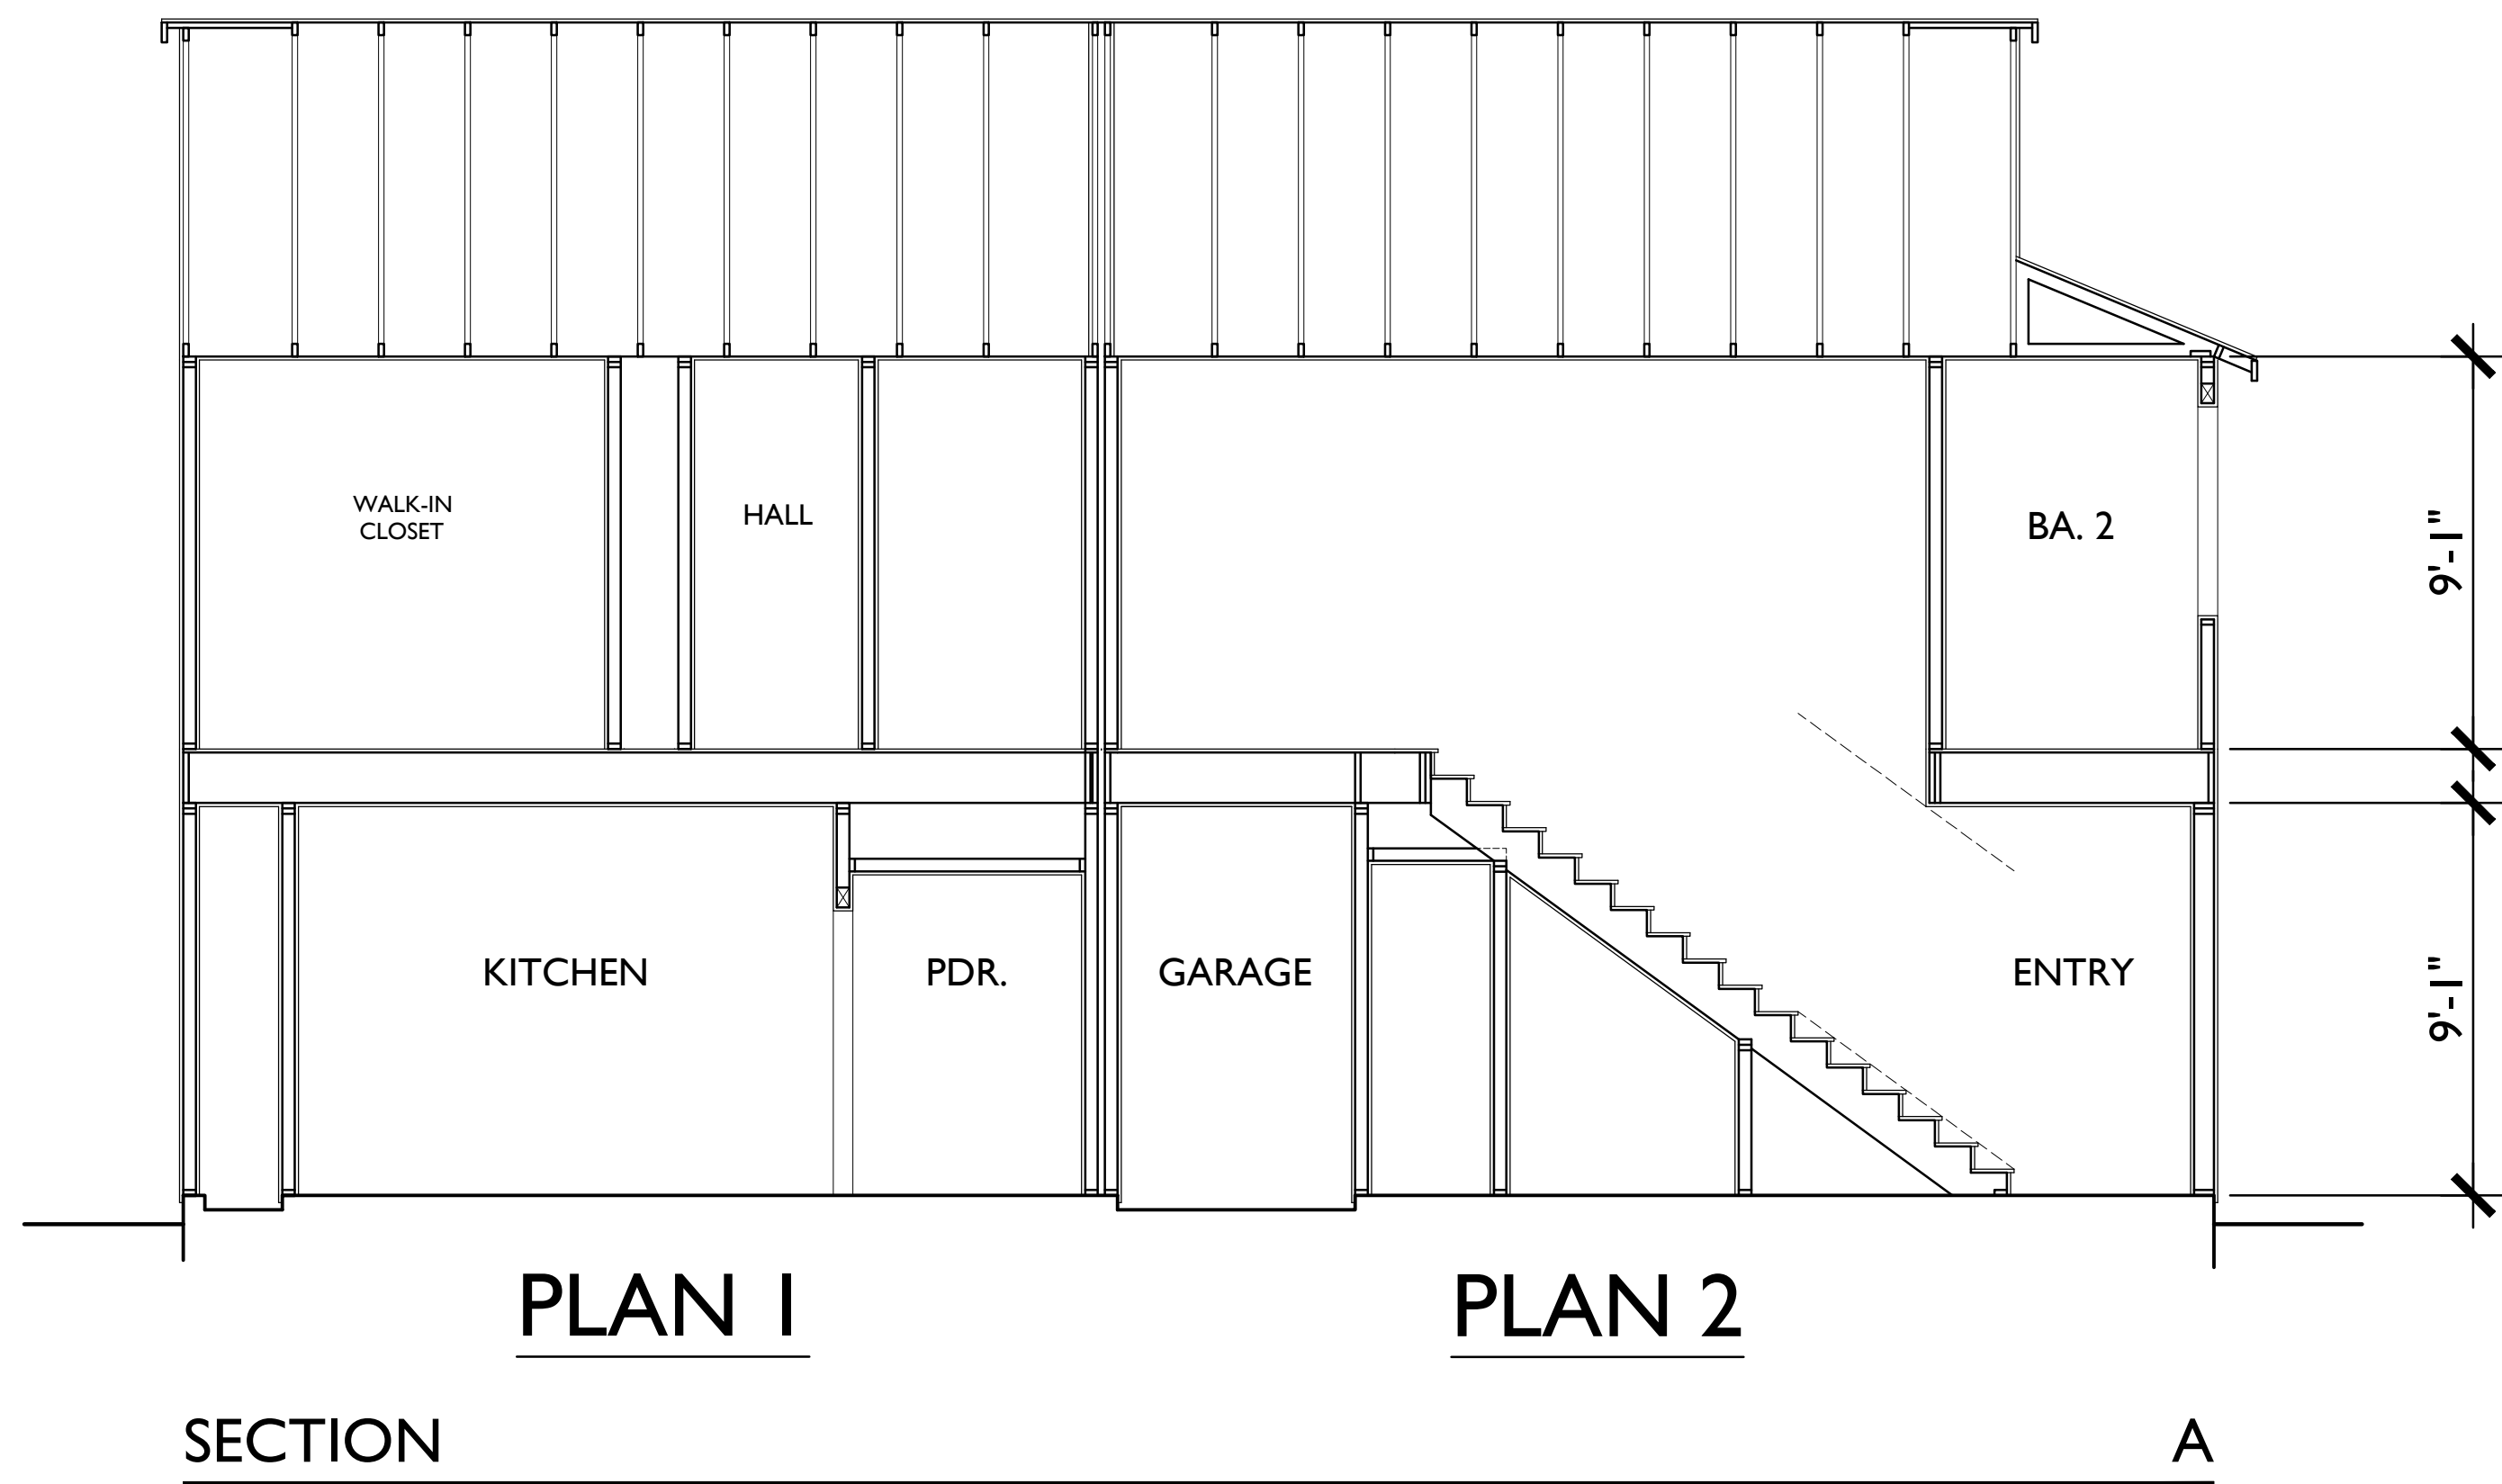 WALK-IN
CLOSET
HALL
BA. 2
9'-1"
KITCHEN
PDR.
GARAGE
ENTRY
9'-1"
PLAN 1
PLAN 2
SECTION A